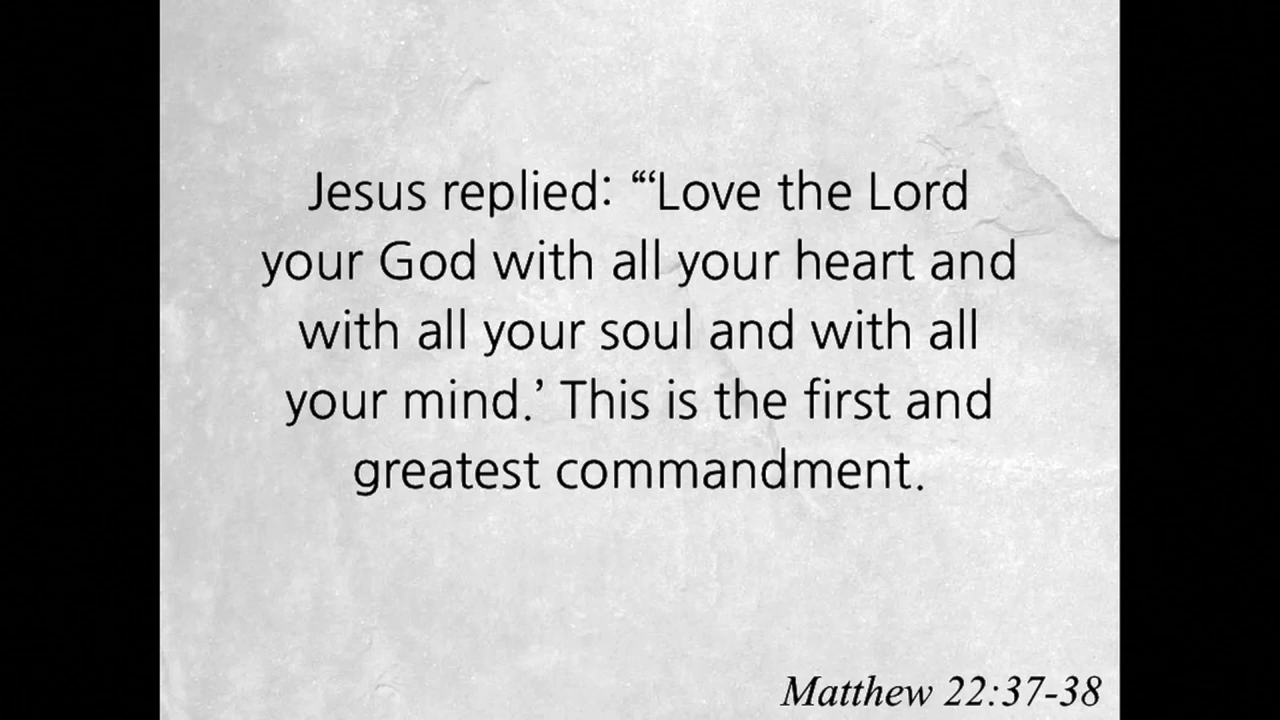 Jesus replied: “‘Love the Lord
your God with all your heart and
with all your soul and with all
your mind.’ This is the first and
greatest commandment.
Matthew 22:37-38